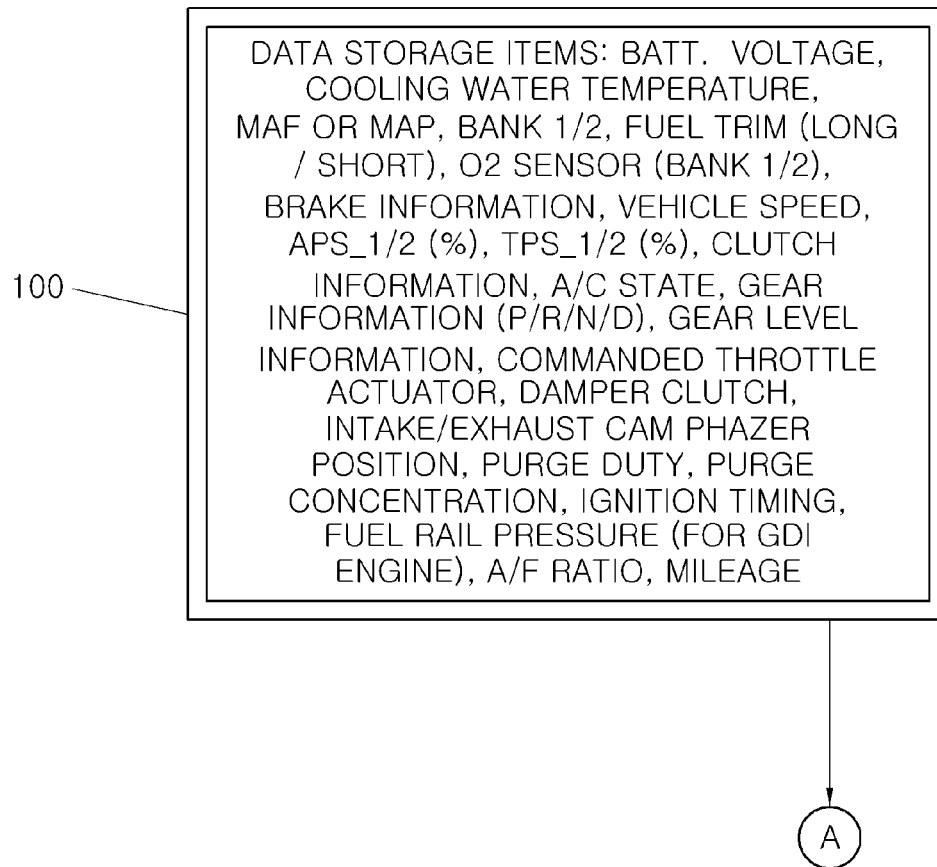 DATA STORAGE ITEMS: BATT. VOLTAGE,
COOLING WATER TEMPERATURE,
MAF OR MAP, BANK 1/2, FUEL TRIM (LONG
/ SHORT), O2 SENSOR (BANK 1/2),
BRAKE INFORMATION, VEHICLE SPEED,
APS_1/2 (%), TPS_1/2 (%), CLUTCH
INFORMATION, A/C STATE, GEAR
INFORMATION (P/R/N/D), GEAR LEVEL
INFORMATION, COMMANDED THROTTLE
ACTUATOR, DAMPER CLUTCH,
INTAKE/EXHAUST CAM PHAZER
POSITION, PURGE DUTY, PURGE
CONCENTRATION, IGNITION TIMING,
FUEL RAIL PRESSURE (FOR GDI
ENGINE), A/F RATIO, MILEAGE
100
A